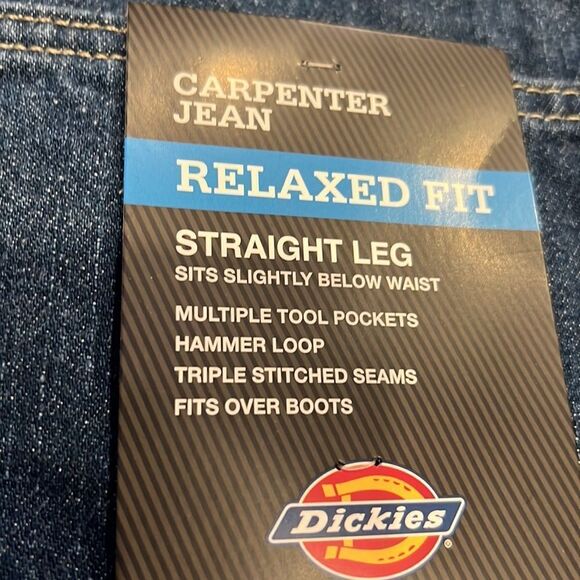 CARPENTER
JEAN
RELAXED FIT
STRAIGHT LEG
SITS SLIGHTLY BELOW WAIST
MULTIPLE TOOL POCKETS
HAMMER LOOP
TRIPLE STITCHED SEAMS
FITS OVER BOOTS
Dickies®